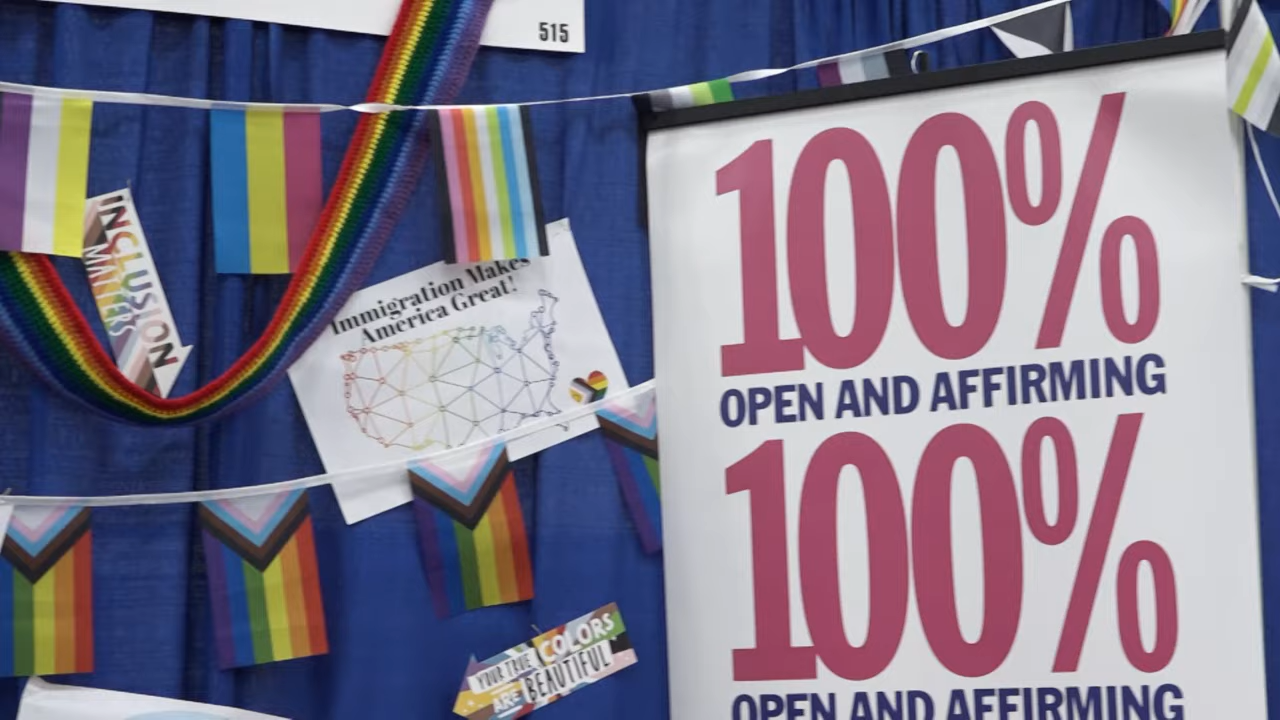 515
INCLUSION
MATTERS
Immigration Makes
America Great!
100%
OPEN AND AFFIRMING
100%
OPEN AND AFFIRMING
YOUR TRUE COLORS
ARE BEAUTIFUL